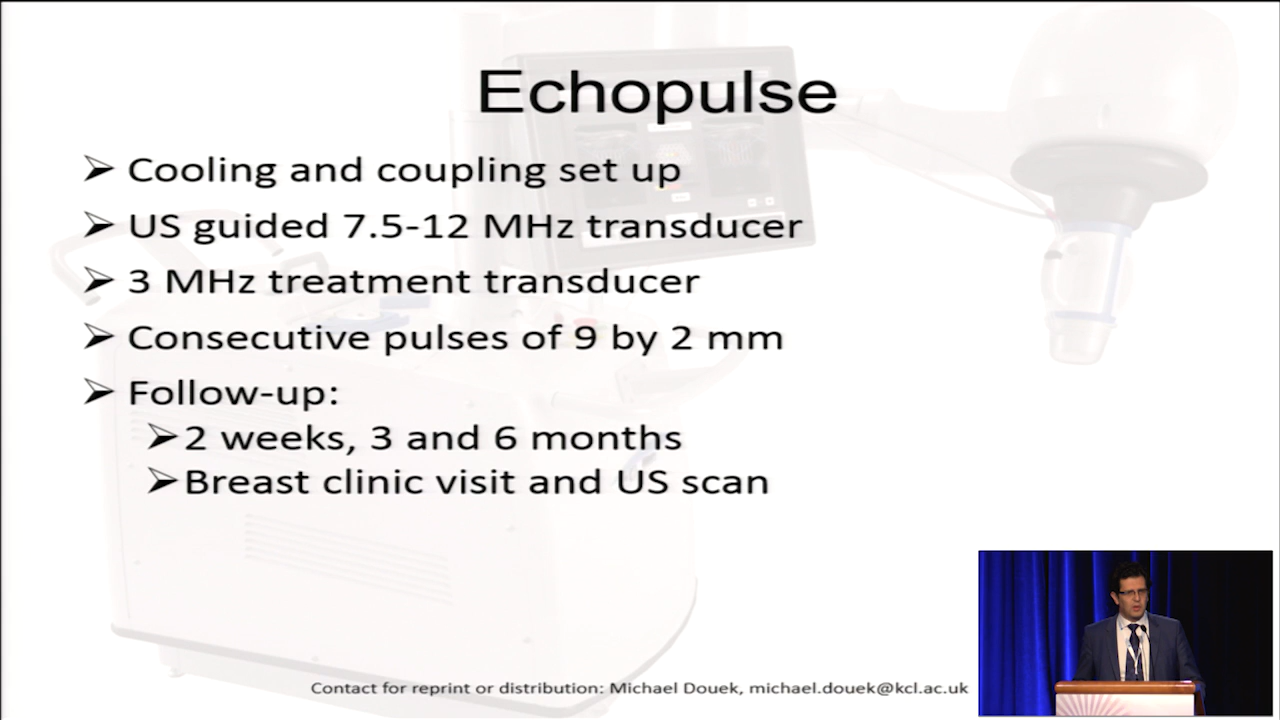 Echopulse
➢ Cooling and coupling set up
➢ US guided 7.5-12 MHz transducer
➢ 3 MHz treatment transducer
➢ Consecutive pulses of 9 by 2 mm
➢ Follow-up:
➢ 2 weeks, 3 and 6 months
➢ Breast clinic visit and US scan
Contact for reprint or distribution: Michael Douek, michael.douek@kcl.ac.uk